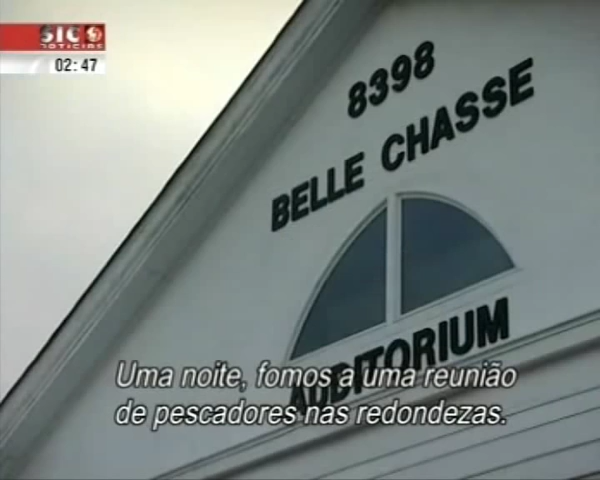 SIC
NOTÍCIAS
02:47
8398
BELLE CHASSE
AUDITORIUM
Uma noite, fomos a uma reunião
de pescadores nas redondezas.